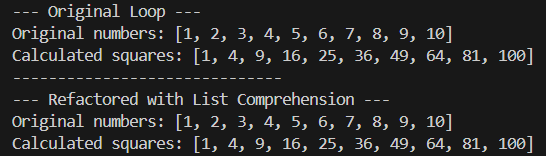 --- Original Loop ---
Original numbers: [1, 2, 3, 4, 5, 6, 7, 8, 9, 10]
Calculated squares: [1, 4, 9, 16, 25, 36, 49, 64, 81, 100]
------------------------------
--- Refactored with List Comprehension ---
Original numbers: [1, 2, 3, 4, 5, 6, 7, 8, 9, 10]
Calculated squares: [1, 4, 9, 16, 25, 36, 49, 64, 81, 100]